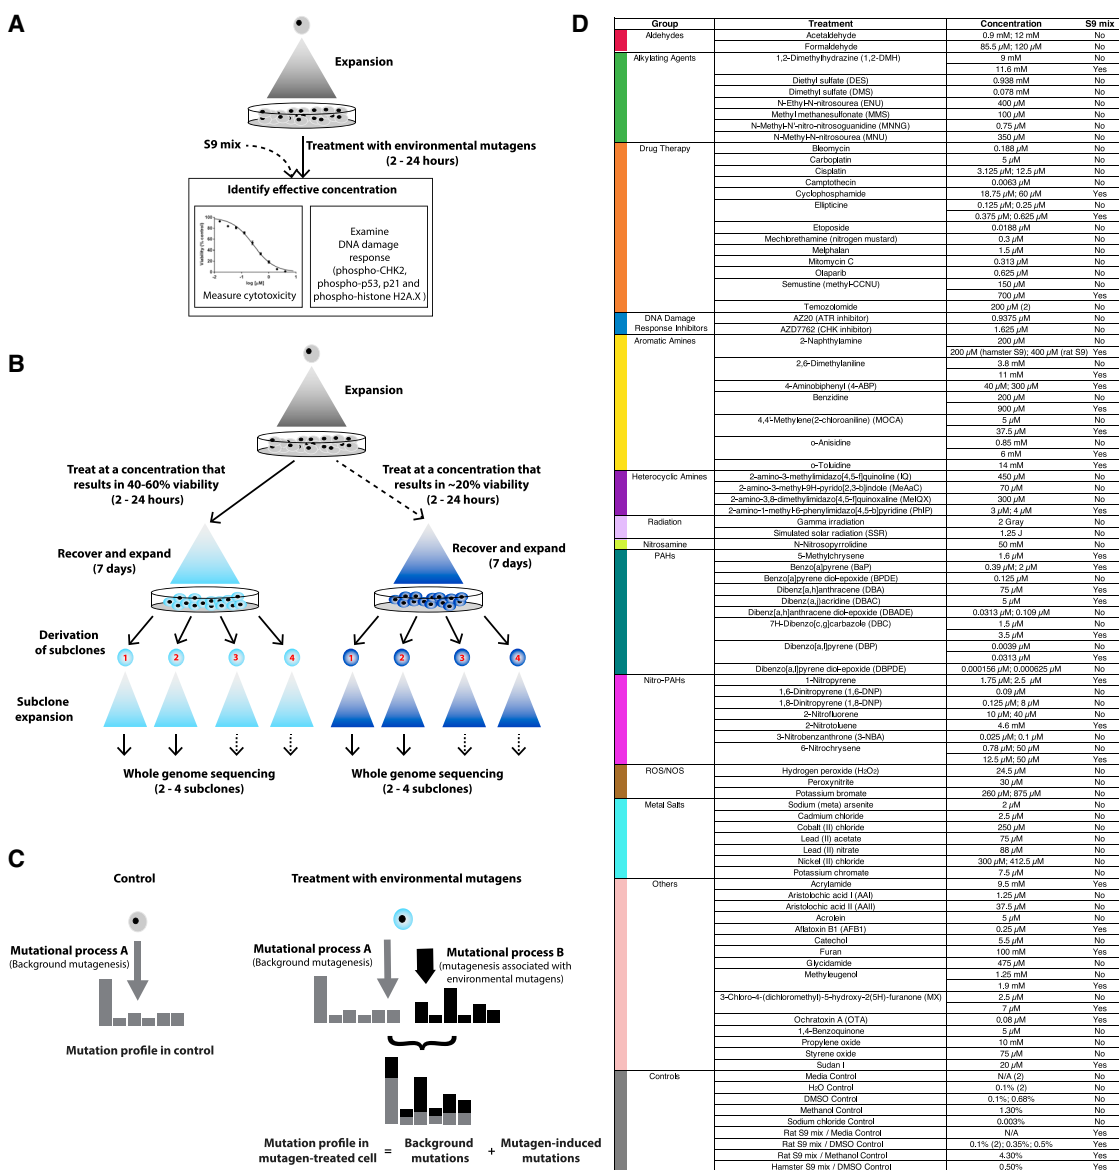 A
Expansion
S9 mix
Treatment with environmental mutagens
(2 - 24 hours)
Identify effective concentration
Viability (% control)
100
80
60
40
20
0
-2
-1
0
1
log [µM]
Measure cytotoxicity
Examine
DNA damage
response
(phospho-CHK2,
phospho-p53, p21 and
phospho-histone H2A.X )
B
Expansion
Treat at a concentration that
results in 40-60% viability
(2 - 24 hours)
Treat at a concentration that
results in ~20% viability
(2 - 24 hours)
Recover and expand
(7 days)
Recover and expand
(7 days)
Derivation
of subclones
1 2 3 4 1 2 3 4
Subclone
expansion
Whole genome sequencing
(2 - 4 subclones)
Whole genome sequencing
(2 - 4 subclones)
C
Control
Treatment with environmental mutagens
Mutational process A
(Background mutagenesis)
Mutational process A
(Background mutagenesis)
Mutational process B
(mutagenesis associated with
environmental mutagens)
Mutation profile in control
Mutation profile in
mutagen-treated cell
=
Background
mutations
+
Mutagen-induced
mutations
D
Group Treatment Concentration S9 mix
Aldehydes Acetaldehyde 0.9 mM; 12 mM No
Formaldehyde 85.5 µM; 120 µM No
Alkylating Agents 1,2-Dimethylhydrazine (1,2-DMH) 9 mM No
11.6 mM Yes
Diethyl sulfate (DES) 0.938 mM No
Dimethyl sulfate (DMS) 0.078 mM No
N-Ethyl-N-nitrosourea (ENU) 400 µM No
Methyl methanesulfonate (MMS) 100 µM No
N-Methyl-N'-nitro-nitrosoguanidine (MNNG) 0.75 µM No
N-Methyl-N-nitrosourea (MNU) 350 µM No
Drug Therapy Bleomycin 0.188 µM No
Carboplatin 5 µM No
Cisplatin 3.125 µM; 12.5 µM No
Camptothecin 0.0063 µM No
Cyclophosphamide 18.75 µM; 60 µM Yes
Ellipticine 0.125 µM; 0.25 µM No
0.375 µM; 0.625 µM Yes
Etoposide 0.0188 µM No
Mechlorethamine (nitrogen mustard) 0.3 µM No
Melphalan 1.5 µM No
Mitomycin C 0.313 µM No
Olaparib 0.625 µM No
Semustine (methyl-CCNU) 150 µM No
700 µM Yes
Temozolomide 200 µM (2) No
DNA Damage
Response Inhibitors
AZ20 (ATR inhibitor) 0.9375 µM No
AZD7762 (CHK inhibitor) 1.625 µM No
Aromatic Amines 2-Naphthylamine 200 µM No
200 µM (hamster S9); 400 µM (rat S9) Yes
2,6-Dimethylaniline 3.8 mM No
11 mM Yes
4-Aminobiphenyl (4-ABP) 40 µM; 300 µM Yes
Benzidine 200 µM No
900 µM Yes
4,4'-Methylene(2-chloroaniline) (MOCA) 5 µM No
37.5 µM Yes
o-Anisidine 0.85 mM No
6 mM Yes
o-Toluidine 14 mM Yes
Heterocyclic Amines 2-amino-3-methylimidazo[4,5-f]quinoline (IQ) 450 µM No
2-amino-3-methyl-9H-pyrido[2,3-b]indole (MeAaC) 70 µM No
2-amino-3,8-dimethylimidazo[4,5-f]quinoxaline (MeIQX) 300 µM No
2-amino-1-methyl-6-phenylimidazo[4,5-b]pyridine (PhIP) 3 µM; 4 µM Yes
Radiation Gamma irradiation 2 Gray No
Simulated solar radiation (SSR) 1.25 J No
Nitrosamine N-Nitrosopyrrolidine 50 mM No
PAHs 5-Methylchrysene 1.6 µM Yes
Benzo[a]pyrene (BaP) 0.39 µM; 2 µM Yes
Benzo[a]pyrene diol-epoxide (BPDE) 0.125 µM No
Dibenz[a,h]anthracene (DBA) 75 µM Yes
Dibenz(a,j)acridine (DBAC) 5 µM Yes
Dibenz[a,h]anthracene diol-epoxide (DBADE) 0.0313 µM; 0.109 µM No
7H-Dibenzo[c,g]carbazole (DBC) 1.5 µM No
3.5 µM Yes
Dibenzo[a,l]pyrene (DBP) 0.0039 µM No
0.0313 µM Yes
Dibenzo[a,l]pyrene diol-epoxide (DBPDE) 0.000156 µM; 0.000625 µM No
Nitro-PAHs 1-Nitropyrene 1.75 µM; 2.5 µM Yes
1,6-Dinitropyrene (1,6-DNP) 0.09 µM No
1,8-Dinitropyrene (1,8-DNP) 0.125 µM; 8 µM No
2-Nitrofluorene 10 µM; 40 µM No
2-Nitrotoluene 4.6 mM Yes
3-Nitrobenzanthrone (3-NBA) 0.025 µM; 0.1 µM No
6-Nitrochrysene 0.78 µM; 50 µM No
12.5 µM; 50 µM Yes
ROS/NOS Hydrogen peroxide (H₂O₂) 24.5 µM No
Peroxynitrite 30 µM No
Potassium bromate 260 µM; 875 µM No
Metal Salts Sodium (meta) arsenite 2 µM No
Cadmium chloride 2.5 µM No
Cobalt (II) chloride 250 µM No
Lead (II) acetate 75 µM No
Lead (II) nitrate 88 µM No
Nickel (II) chloride 300 µM; 412.5 µM No
Potassium chromate 7.5 µM No
Others Acrylamide 9.5 mM Yes
Aristolochic acid I (AAI) 1.25 µM No
Aristolochic acid II (AAII) 37.5 µM No
Acrolein 5 µM No
Aflatoxin B1 (AFB1) 0.25 µM Yes
Catechol 5.5 µM No
Furan 100 mM Yes
Glycidamide 475 µM No
Methyleugenol 1.25 mM No
1.9 mM Yes
3-Chloro-4-(dichloromethyl)-5-hydroxy-2(5H)-furanone (MX) 2.5 µM No
7 µM Yes
Ochratoxin A (OTA) 0.08 µM Yes
1,4-Benzoquinone 5 µM No
Propylene oxide 10 mM No
Styrene oxide 75 µM No
Sudan I 20 µM Yes
Controls Media Control N/A (2) No
H₂O Control 0.1% (2) No
DMSO Control 0.1%; 0.68% No
Methanol Control 1.30% No
Sodium chloride Control 0.003% No
Rat S9 mix / Media Control N/A Yes
Rat S9 mix / DMSO Control 0.1% (2); 0.35%; 0.5% Yes
Rat S9 mix / Methanol Control 4.30% Yes
Hamster S9 mix / DMSO Control 0.50% Yes